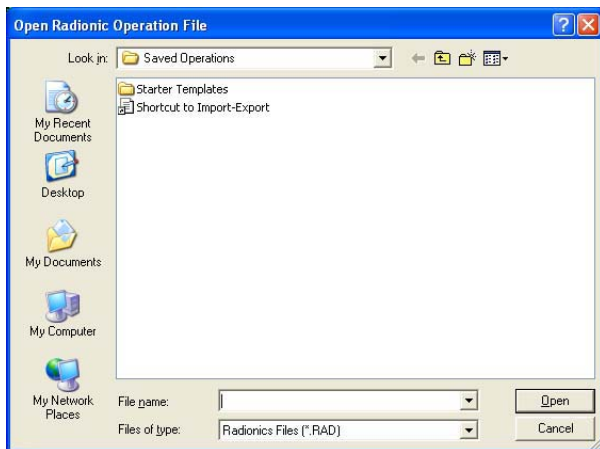 Open Radionic Operation File
Look in: Saved Operations
Starter Templates
Shortcut to Import-Export
My Recent
Documents
Desktop
My Documents
My Computer
My Network
Places
File name:
Open
Files of type: Radionics Files (*.RAD)
Cancel